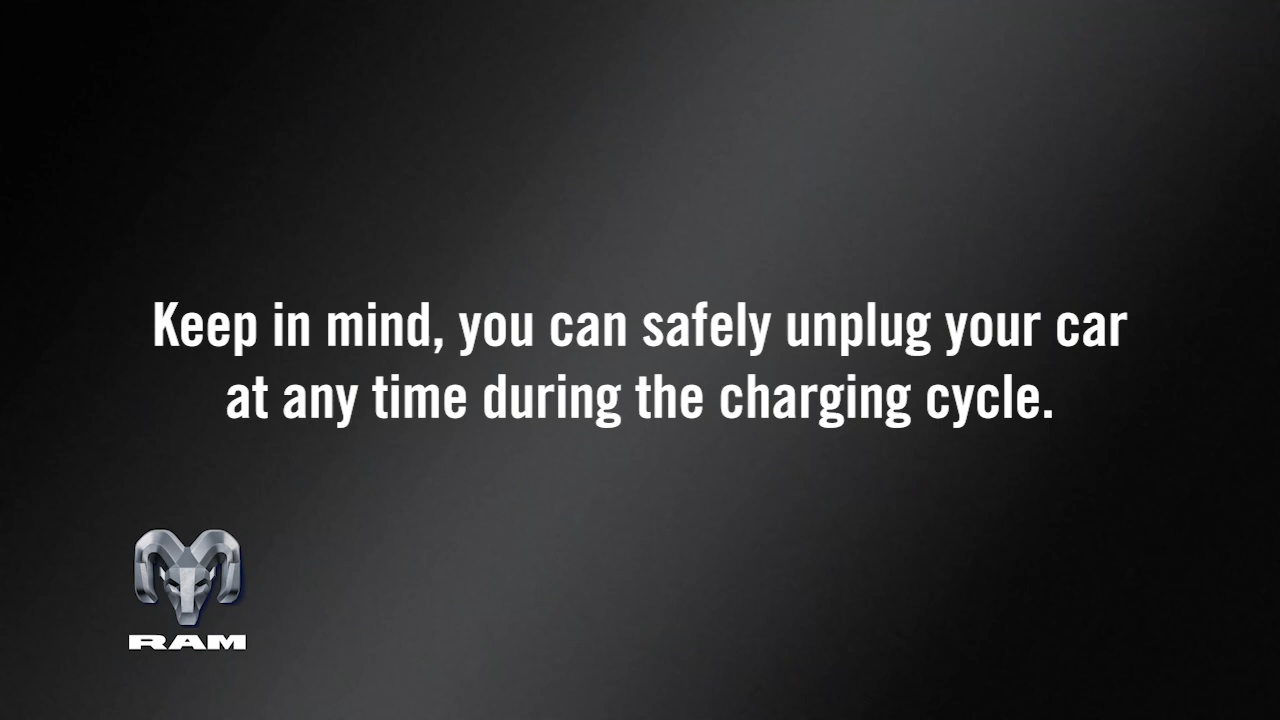 Keep in mind, you can safely unplug your car
at any time during the charging cycle.
RAM